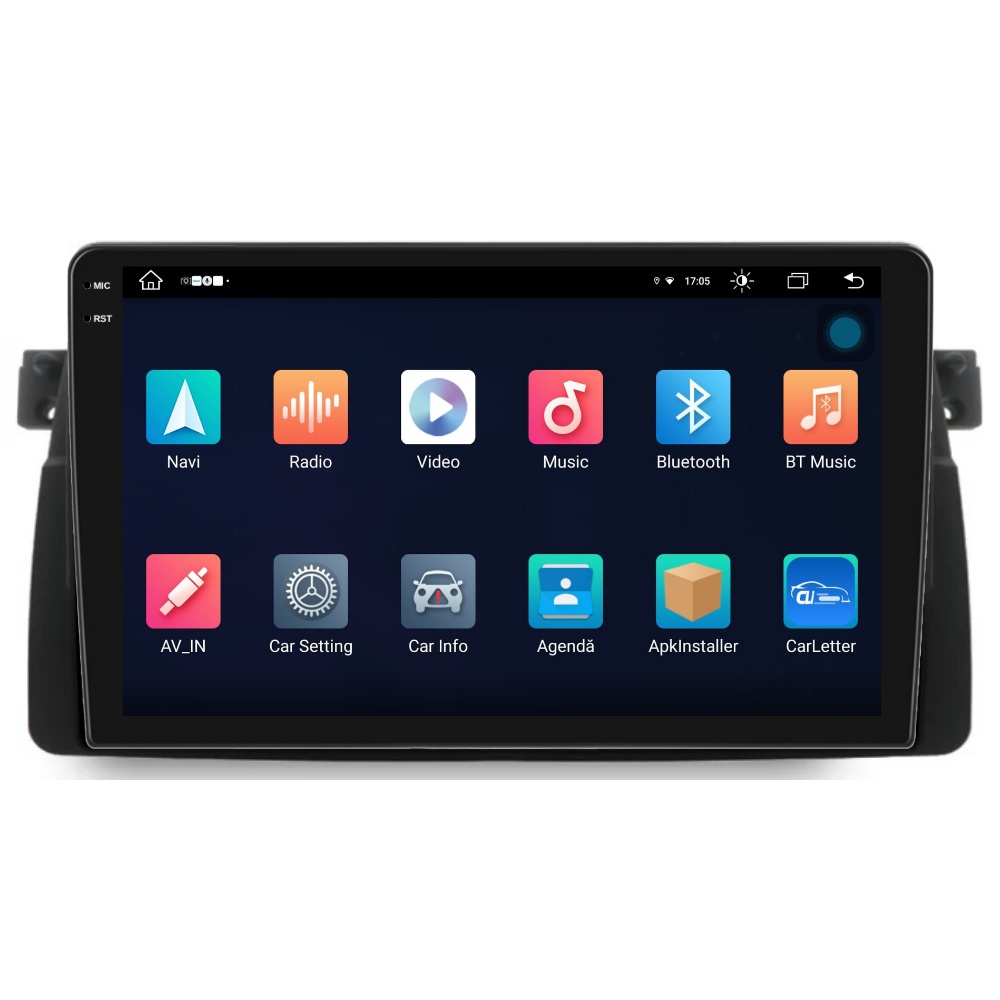 MIC
17:05
RST
Navi
Radio
Video
Music
Bluetooth
BT Music
AV_IN
Car Setting
Car Info
Agendă
ApkInstaller
CarLetter